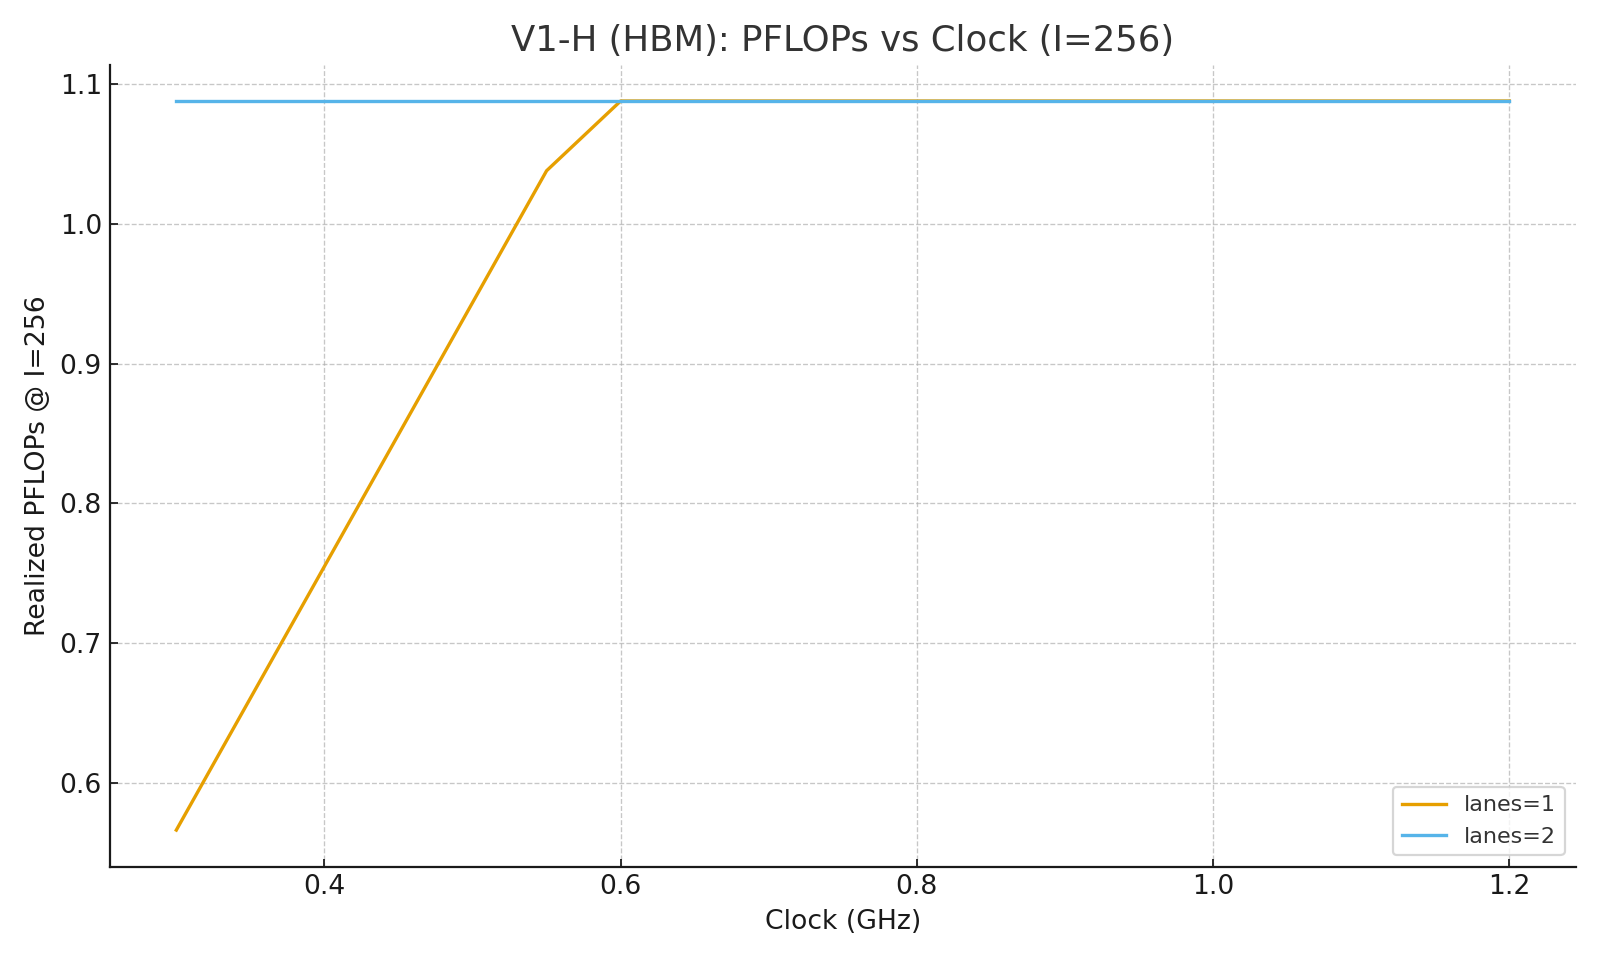 V1-H (HBM): PFLOPs vs Clock (I=256)
Realized PFLOPs @ I=256
1.1
1.0
0.9
0.8
0.7
0.6
0.4
0.6
0.8
1.0
1.2
Clock (GHz)
lanes=1
lanes=2